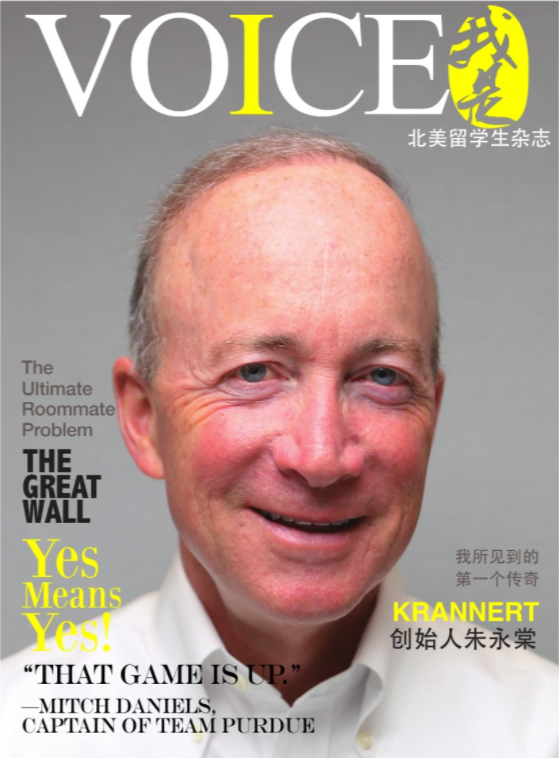 VOICE
我是
北美留学生杂志
The
Ultimate
Roommate
Problem
THE
GREAT
WALL
Yes
Means
Yes!
我所见到的
第一个传奇
KRANNERT
创始人朱永棠
“THAT GAME IS UP.”
—MITCH DANIELS,
CAPTAIN OF TEAM PURDUE